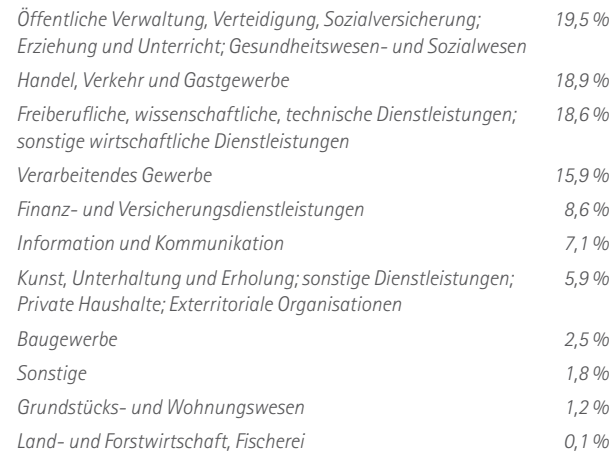 Öffentliche Verwaltung, Verteidigung, Sozialversicherung; 19,5 %
Erziehung und Unterricht; Gesundheitswesen- und Sozialwesen
Handel, Verkehr und Gastgewerbe 18,9 %
Freiberufliche, wissenschaftliche, technische Dienstleistungen; 18,6 %
sonstige wirtschaftliche Dienstleistungen
Verarbeitendes Gewerbe 15,9 %
Finanz- und Versicherungsdienstleistungen 8,6 %
Information und Kommunikation 7,1 %
Kunst, Unterhaltung und Erholung; sonstige Dienstleistungen; 5,9 %
Private Haushalte; Exterritoriale Organisationen
Baugewerbe 2,5 %
Sonstige 1,8 %
Grundstücks- und Wohnungswesen 1,2 %
Land- und Forstwirtschaft, Fischerei 0,1 %